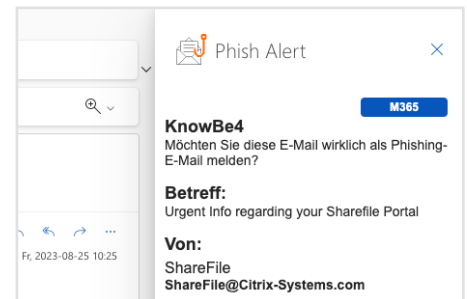 Phish Alert
M365
KnowBe4
Möchten Sie diese E-Mail wirklich als Phishing-
E-Mail melden?
Betreff:
Urgent Info regarding your Sharefile Portal
Von:
Fr, 2023-08-25 10:25
ShareFile
ShareFile@Citrix-Systems.com